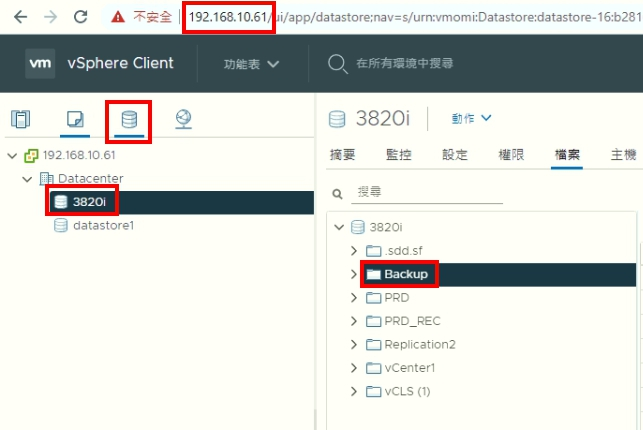 不安全 192.168.10.61/ui/app/datastore;nav=s/urn:vmomi:Datastore:datastore-16:b281
vm vSphere Client 功能表 在所有環境中搜尋
192.168.10.61
Datacenter
3820i
datastore1
3820i 動作
摘要 監控 設定 權限 檔案 主機
搜尋
3820i
.sdd.sf
Backup
PRD
PRD_REC
Replication2
vCenter1
vCLS (1)